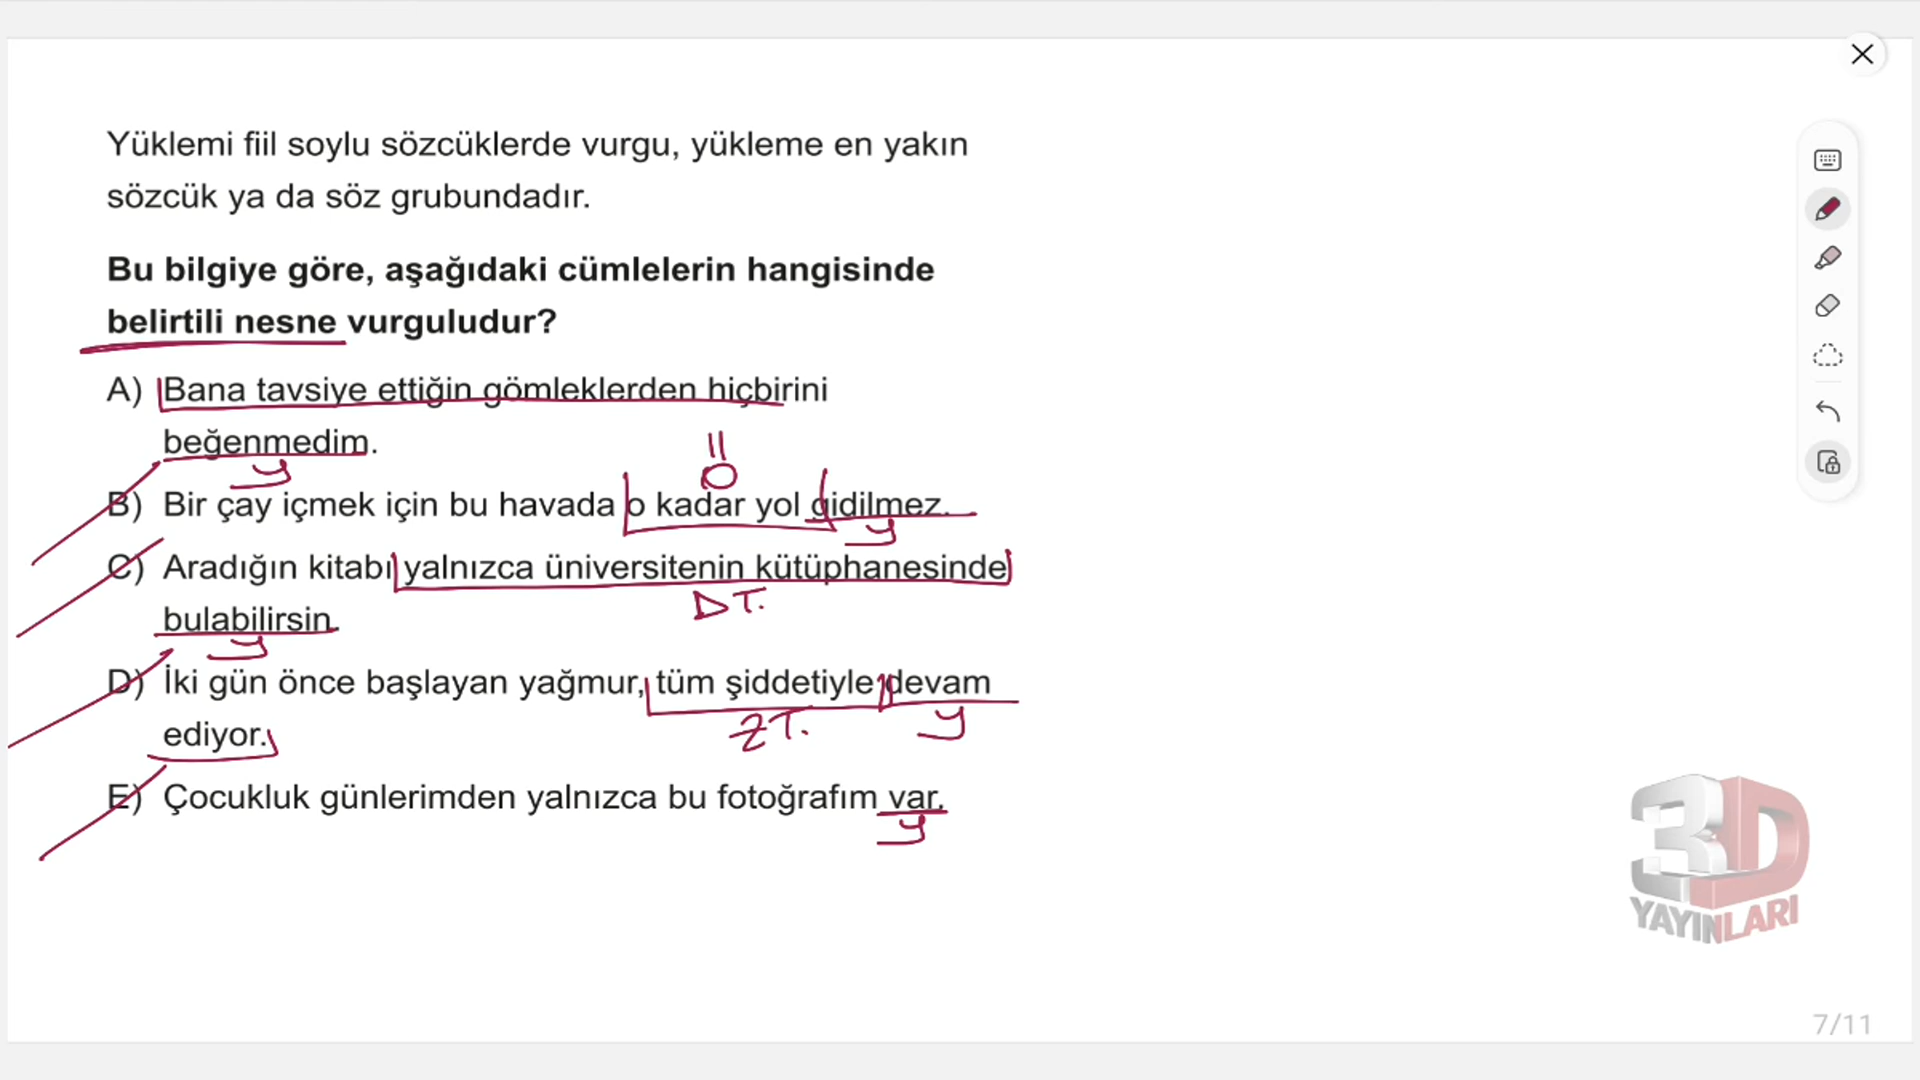 Yüklemi fiil soylu sözcüklerde vurgu, yükleme en yakın
sözcük ya da söz grubundadır.
Bu bilgiye göre, aşağıdaki cümlelerin hangisinde
belirtili nesne vurguludur?
A) Bana tavsiye ettiğin gömleklerden hiçbirini
beğenmedim.
y
B) Bir çay içmek için bu havada o kadar yol gidilmez.
y
C) Aradığın kitabı yalnızca üniversitenin kütüphanesinde
DT.
bulabilirsin.
y
D) İki gün önce başlayan yağmur, tüm şiddetiyle devam
ZT. y
ediyor.
E) Çocukluk günlerimden yalnızca bu fotoğrafım var.
y
3D
YAYINLARI
7/11